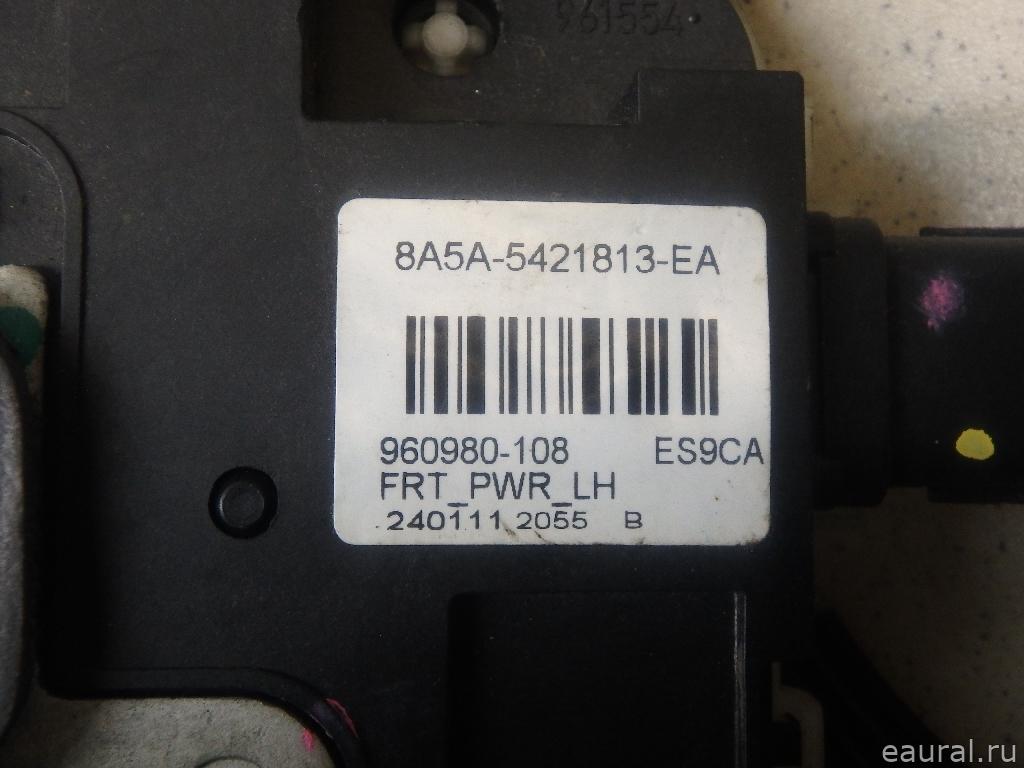 961554
8A5A-5421813-EA
960980-108 ES9CA
FRT_PWR_LH
240111 2055 B
eaural.ru